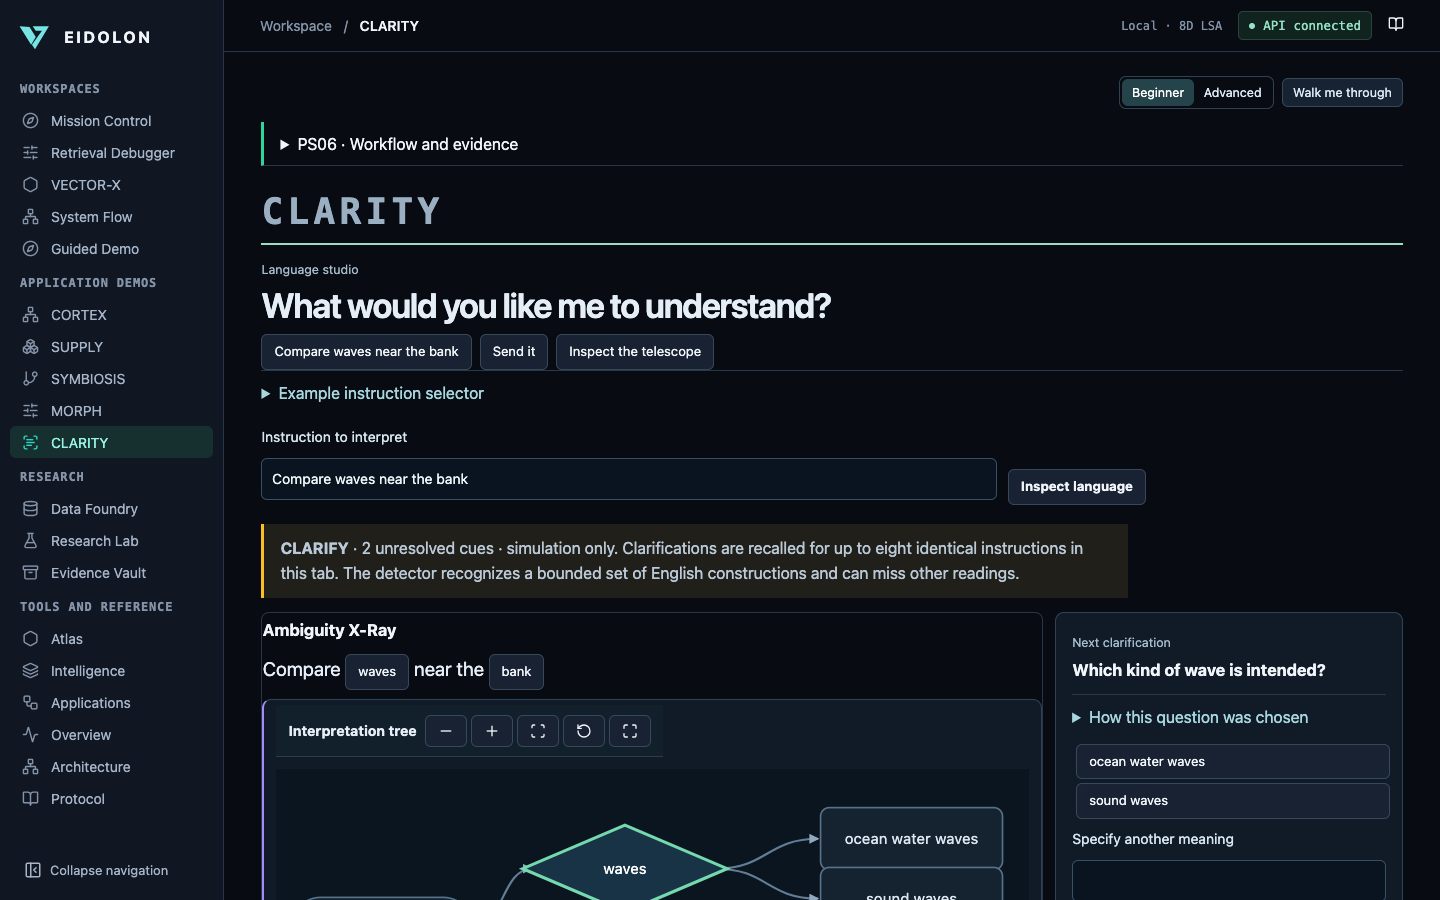 EIDOLON
WORKSPACES
Mission Control
Retrieval Debugger
VECTOR-X
System Flow
Guided Demo
APPLICATION DEMOS
CORTEX
SUPPLY
SYMBIOSIS
MORPH
CLARITY
RESEARCH
Data Foundry
Research Lab
Evidence Vault
TOOLS AND REFERENCE
Atlas
Intelligence
Applications
Overview
Architecture
Protocol
Collapse navigation
Workspace / CLARITY
Local · 8D LSA
API connected
Beginner Advanced Walk me through
PS06 · Workflow and evidence
CLARITY
Language studio
What would you like me to understand?
Compare waves near the bank Send it Inspect the telescope
Example instruction selector
Instruction to interpret
Compare waves near the bank
Inspect language
CLARIFY · 2 unresolved cues · simulation only. Clarifications are recalled for up to eight identical instructions in
this tab. The detector recognizes a bounded set of English constructions and can miss other readings.
Ambiguity X-Ray
Compare waves near the bank
Interpretation tree
waves
ocean water waves
sound waves
Next clarification
Which kind of wave is intended?
How this question was chosen
ocean water waves
sound waves
Specify another meaning